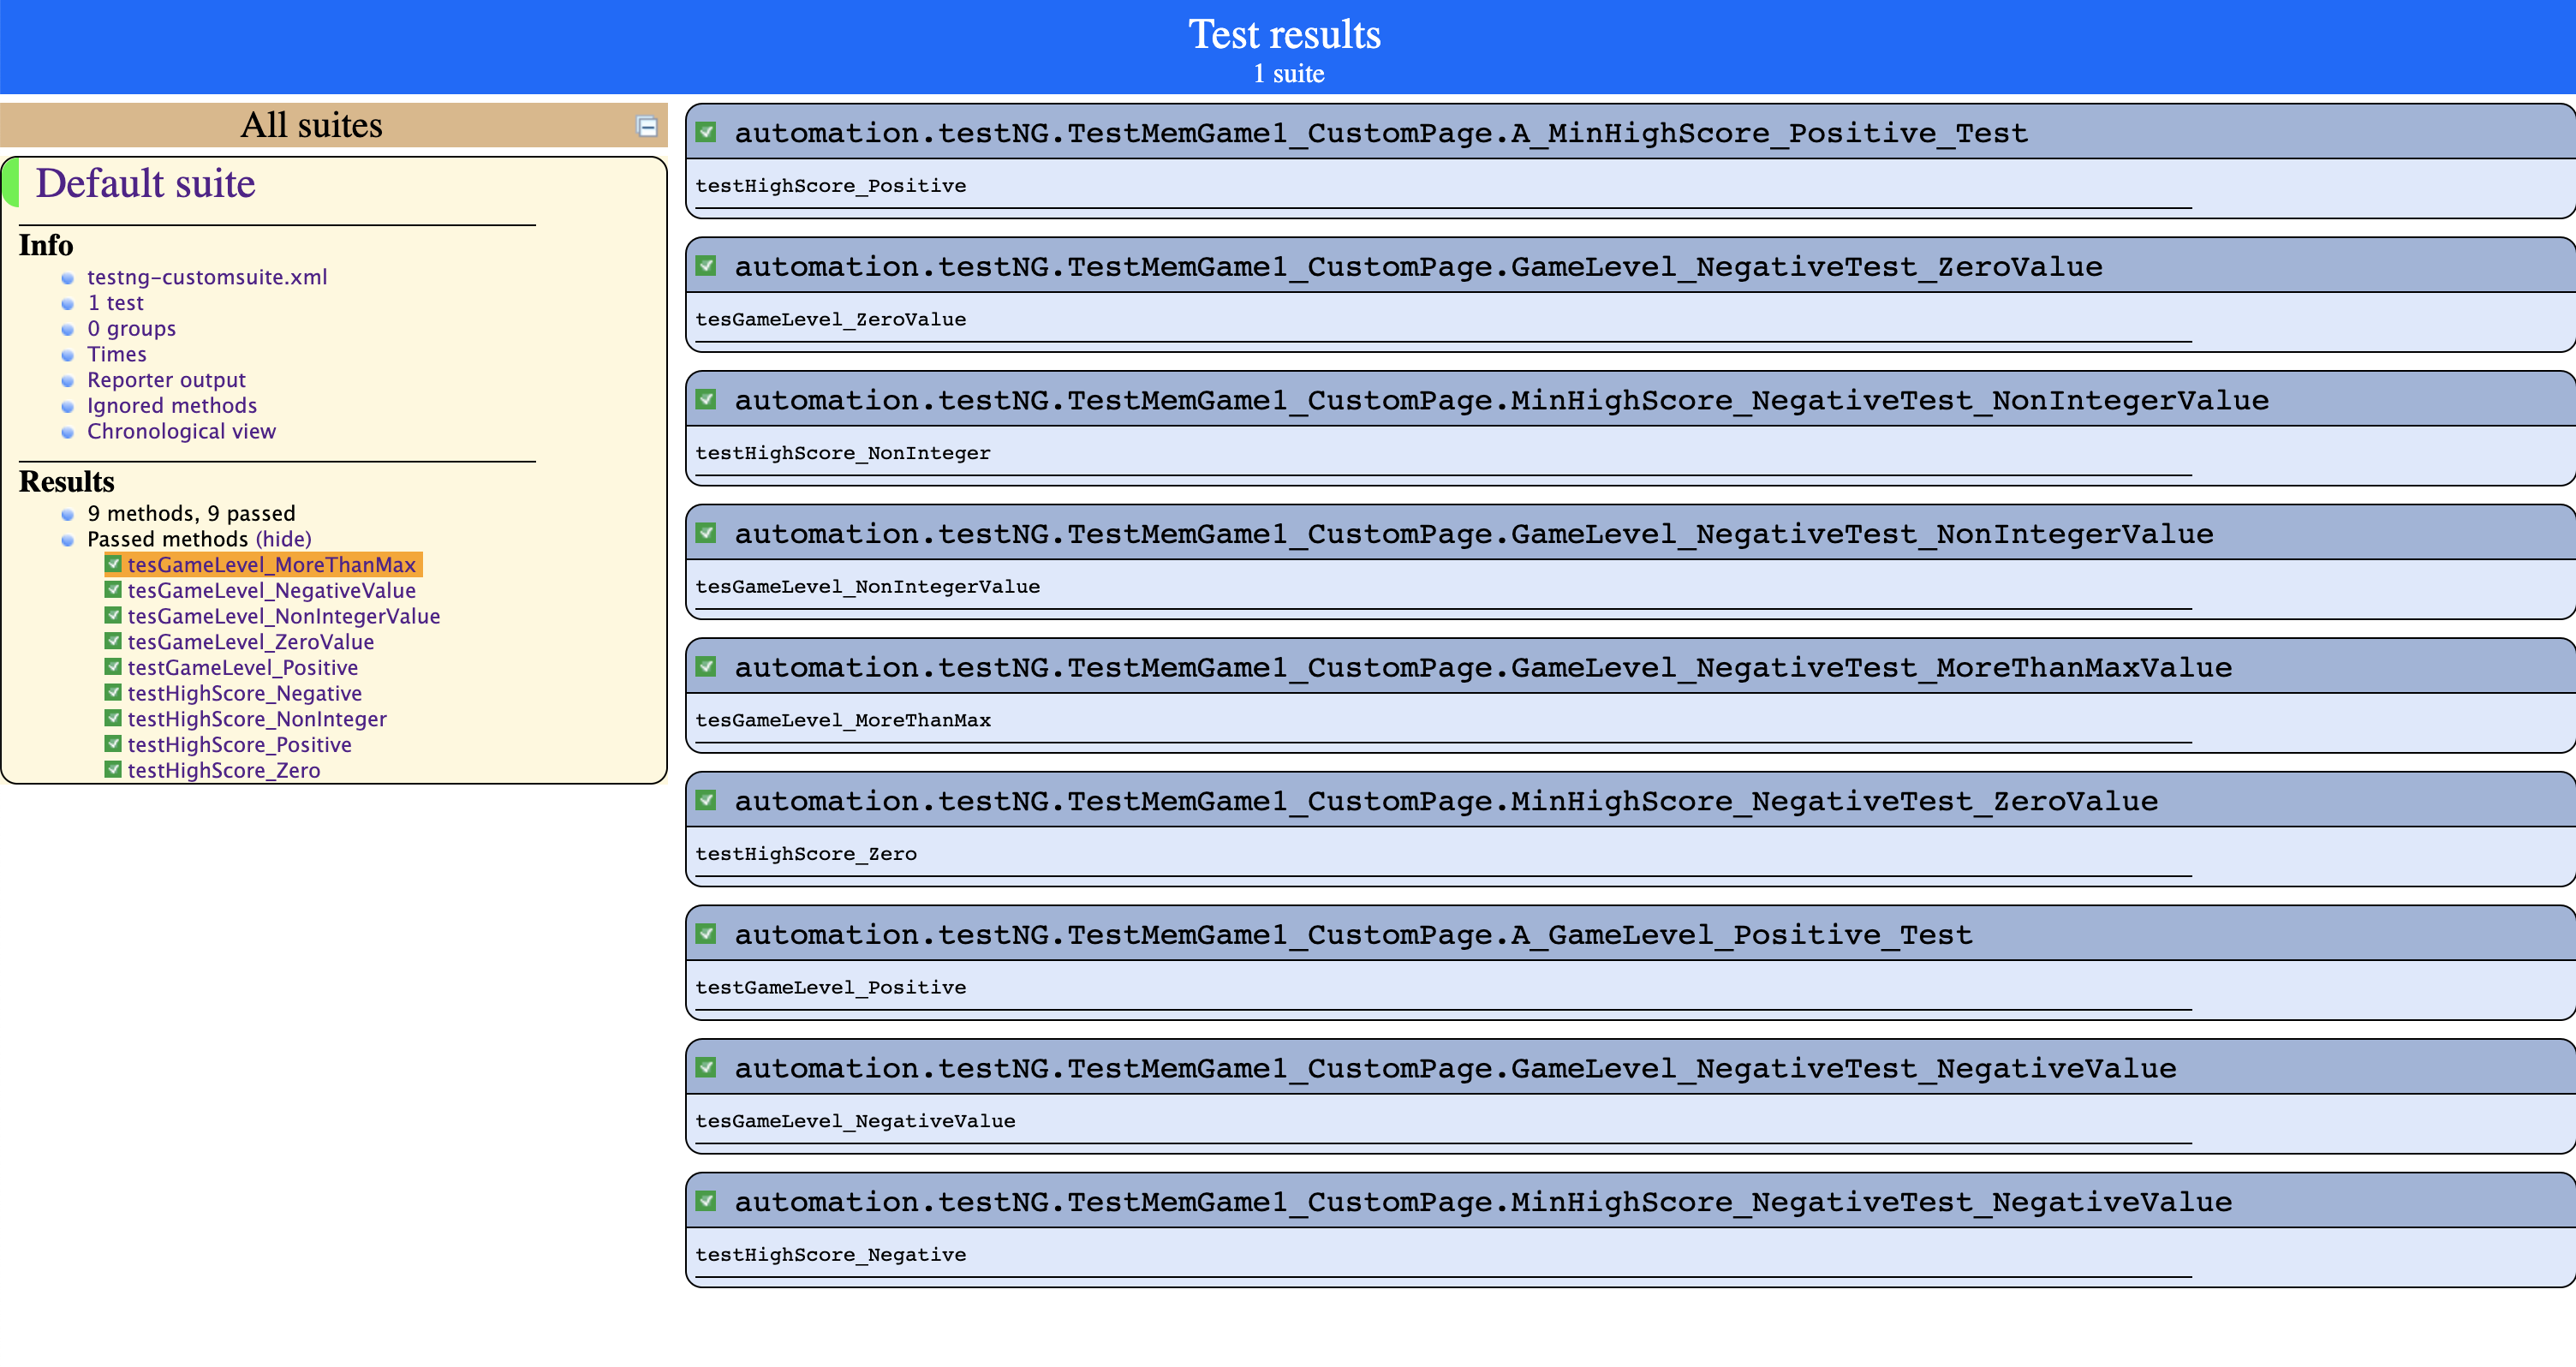 Test results
1 suite
All suites
Default suite
Info
testng-customsuite.xml
1 test
0 groups
Times
Reporter output
Ignored methods
Chronological view
Results
9 methods, 9 passed
Passed methods (hide)
tesGameLevel_MoreThanMax
tesGameLevel_NegativeValue
tesGameLevel_NonIntegerValue
tesGameLevel_ZeroValue
testGameLevel_Positive
testHighScore_Negative
testHighScore_NonInteger
testHighScore_Positive
testHighScore_Zero
automation.testNG.TestMemGame1_CustomPage.A_MinHighScore_Positive_Test
testHighScore_Positive
automation.testNG.TestMemGame1_CustomPage.GameLevel_NegativeTest_ZeroValue
tesGameLevel_ZeroValue
automation.testNG.TestMemGame1_CustomPage.MinHighScore_NegativeTest_NonIntegerValue
testHighScore_NonInteger
automation.testNG.TestMemGame1_CustomPage.GameLevel_NegativeTest_NonIntegerValue
tesGameLevel_NonIntegerValue
automation.testNG.TestMemGame1_CustomPage.GameLevel_NegativeTest_MoreThanMaxValue
tesGameLevel_MoreThanMax
automation.testNG.TestMemGame1_CustomPage.MinHighScore_NegativeTest_ZeroValue
testHighScore_Zero
automation.testNG.TestMemGame1_CustomPage.A_GameLevel_Positive_Test
testGameLevel_Positive
automation.testNG.TestMemGame1_CustomPage.GameLevel_NegativeTest_NegativeValue
tesGameLevel_NegativeValue
automation.testNG.TestMemGame1_CustomPage.MinHighScore_NegativeTest_NegativeValue
testHighScore_Negative